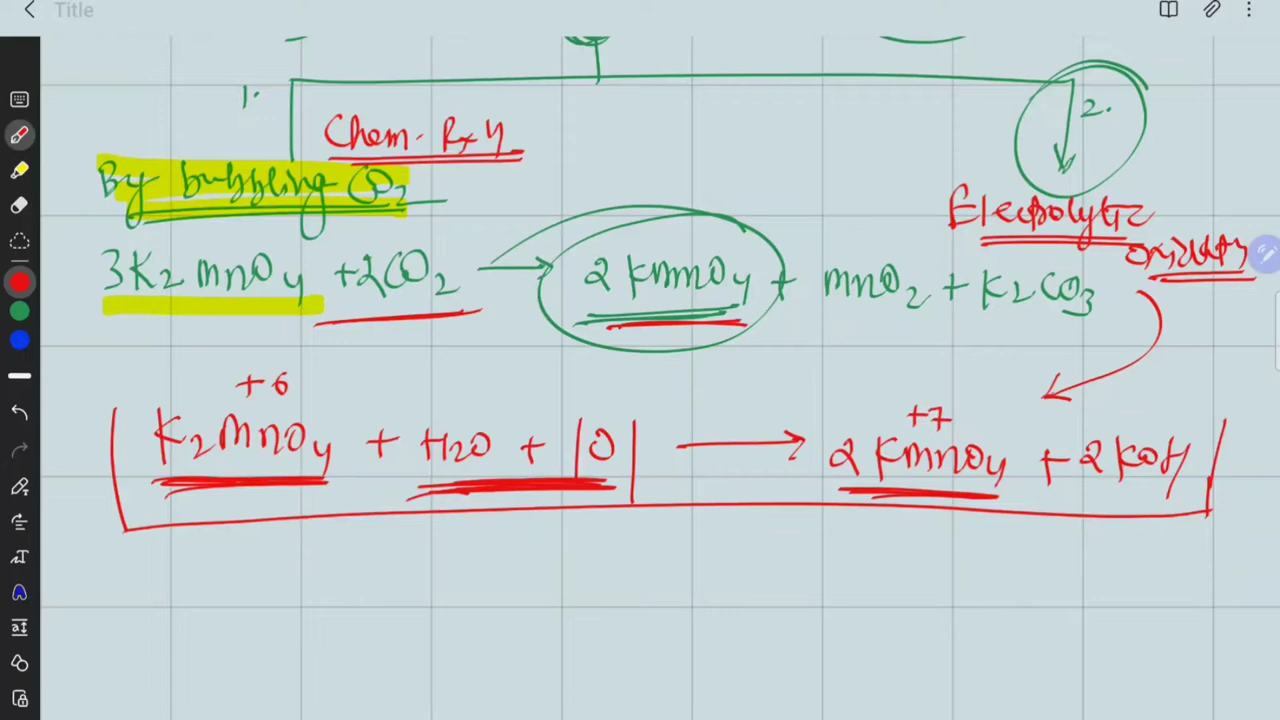 Title
1.
2.
Chem. Rxn
By bubbling CO2
Electrolytic
oxidatn
3K2MnO4 + 2CO2 → 2KMnO4 + MnO2 + K2CO3
+6
+7
K2MnO4 + H2O + |O| → 2KMnO4 + 2KOH